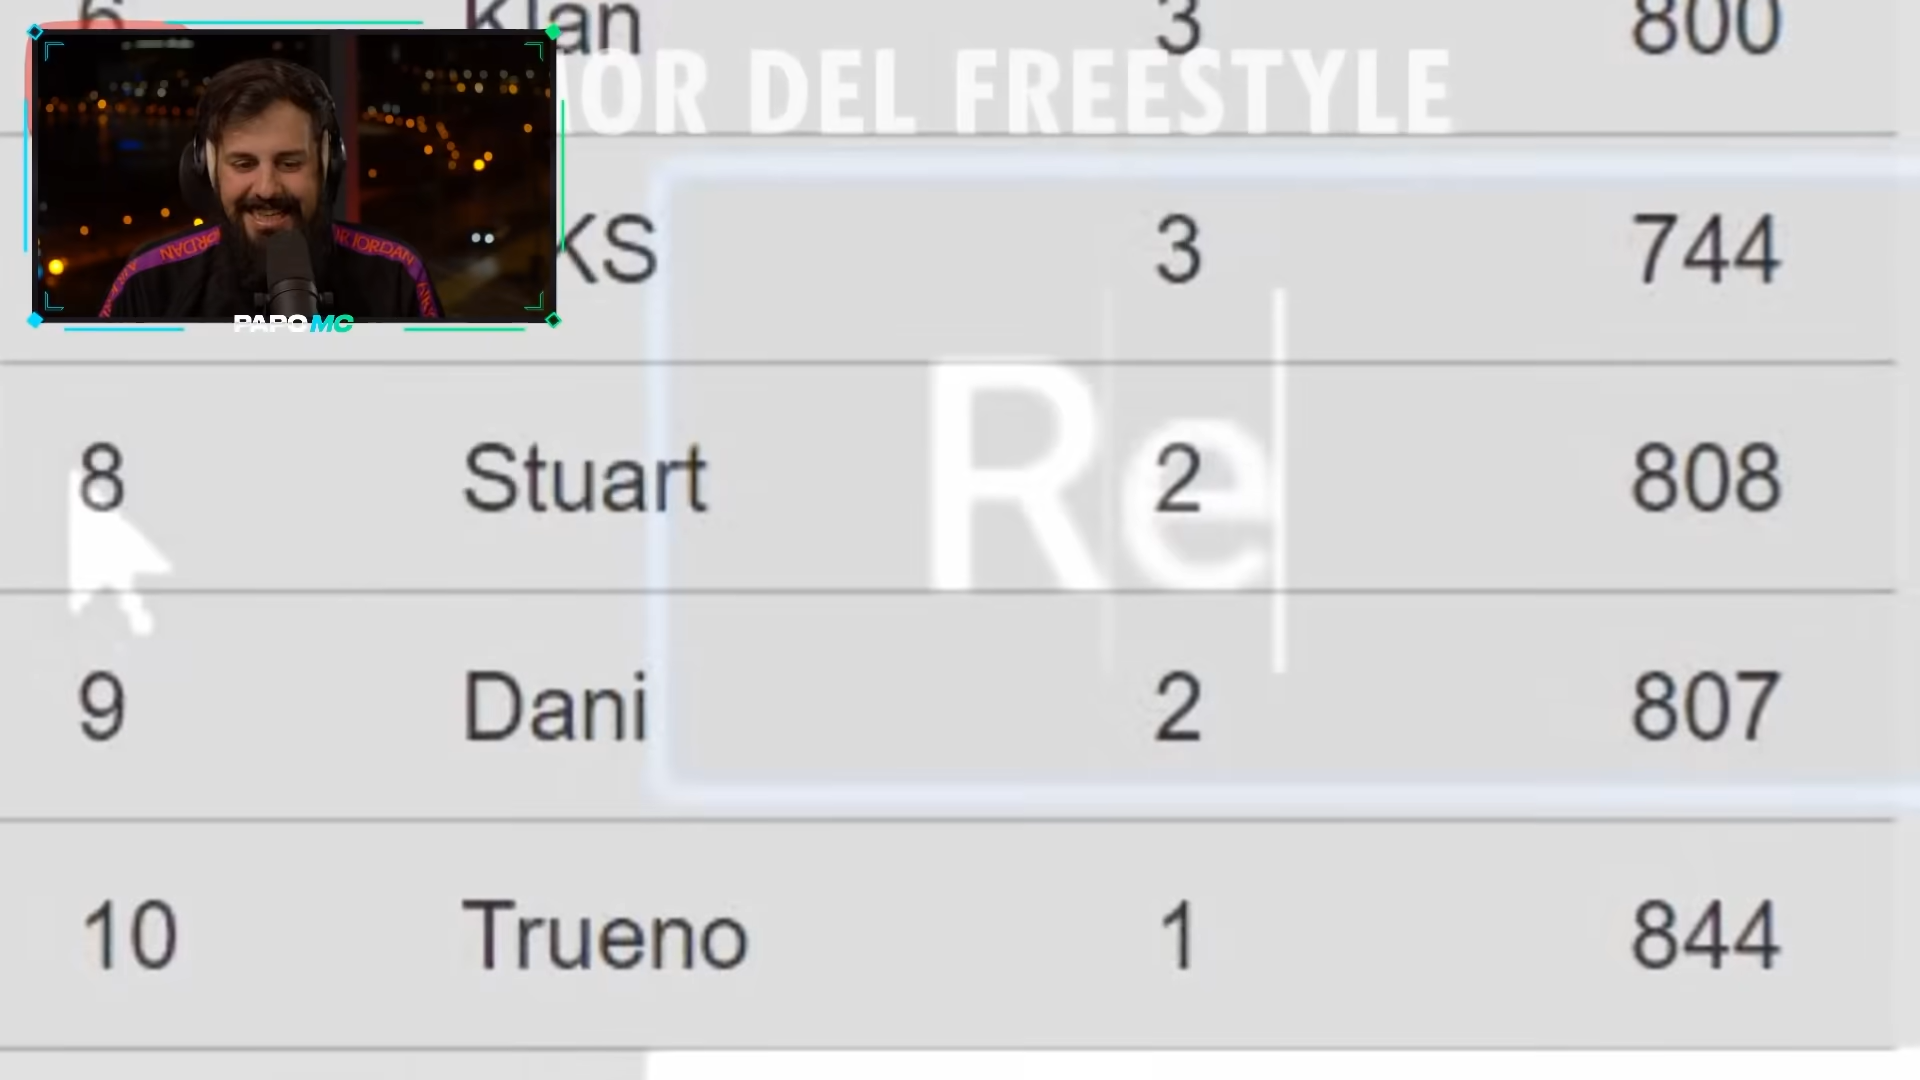 6 Klan 3 800
OR DEL FREESTYLE
KS 3 744
PAPO MC
Re
8 Stuart 2 808
9 Dani 2 807
10 Trueno 1 844